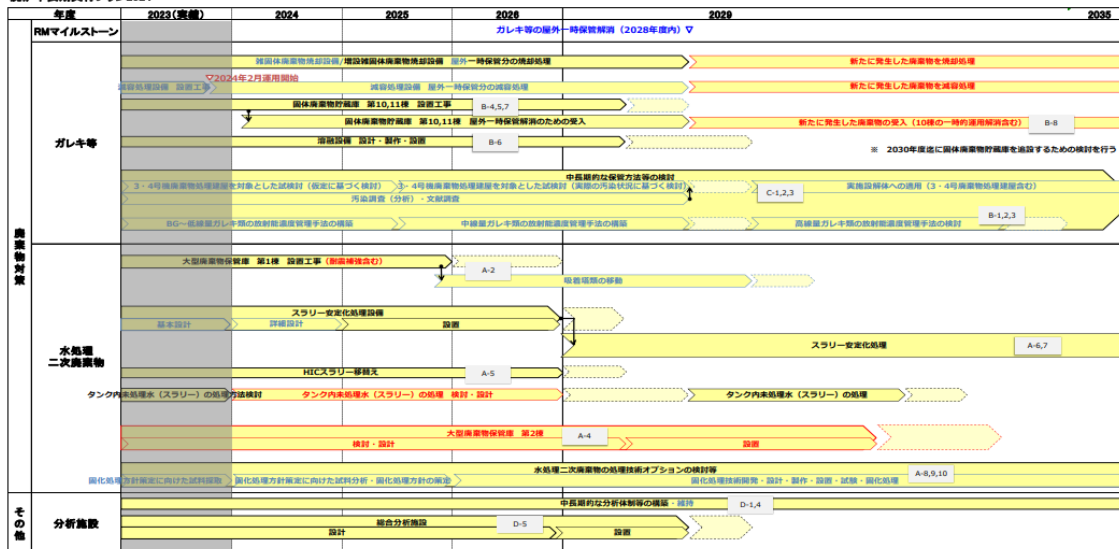 年度
2023(実績)
2024
2025
2026
2029
2035
RMマイルストーン
ガレキ等の屋外一時保管解消（2028年度内）▽
廃棄物対策
ガレキ等
雑固体廃棄物焼却設備/増設雑固体廃棄物焼却設備 屋外一時保管分の焼却処理
新たに発生した廃棄物を焼却処理
▽2024年2月運用開始
減容処理設備 設置工事
減容処理設備 屋外一時保管分の減容処理
新たに発生した廃棄物を減容処理
固体廃棄物貯蔵庫 第10,11棟 設置工事
B-4,5,7
固体廃棄物貯蔵庫 第10,11棟 屋外一時保管解消のための受入
新たに発生した廃棄物の受入（10棟の一時的運用解消含む）
B-8
溶融設備 設計・製作・設置
B-6
※ 2030年度迄に固体廃棄物貯蔵庫を追設するための検討を行う
中長期的な保管方法等の検討
3・4号機廃棄物処理建屋を対象とした試検討（仮定に基づく検討）
3・4号機廃棄物処理建屋を対象とした試検討（実際の汚染状況に基づく検討）
C-1,2,3
実施設解体への適用（3・4号廃棄物処理建屋含む）
汚染調査（分析）・文献調査
B-1,2,3
BG～低線量ガレキ類の放射能濃度管理手法の構築
中線量ガレキ類の放射能濃度管理手法の構築
高線量ガレキ類の放射能濃度管理手法の検討
水処理
二次廃棄物
大型廃棄物保管庫 第1棟 設置工事（耐震補強含む）
A-2
吸着塔類の移動
スラリー安定化処理設備
基本設計
詳細設計
設置
スラリー安定化処理
A-6,7
HICスラリー移替え
A-5
タンク内未処理水（スラリー）の処理方法検討
タンク内未処理水（スラリー）の処理 検討・設計
タンク内未処理水（スラリー）の処理
大型廃棄物保管庫 第2棟
A-4
検討・設計
設置
水処理二次廃棄物の処理技術オプションの検討等
A-8,9,10
固化処理方針策定に向けた試料採取
固化処理方針策定に向けた試料分析・固化処理方針の策定
固化処理技術開発・設計・製作・設置・試験・固化処理
その他
分析施設
中長期的な分析体制等の構築・維持
D-1,4
総合分析施設
D-5
設計
設置